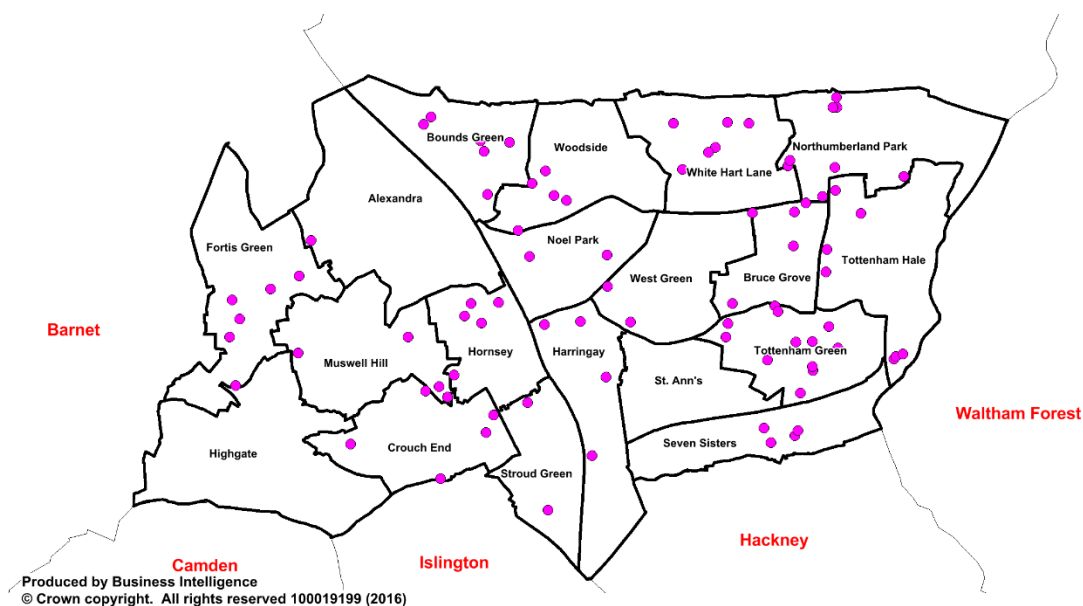 Bounds Green
Woodside
Northumberland Park
White Hart Lane
Alexandra
Fortis Green
Noel Park
West Green
Bruce Grove
Tottenham Hale
Barnet
Muswell Hill
Hornsey
Harringay
Tottenham Green
St. Ann's
Waltham Forest
Highgate
Crouch End
Stroud Green
Seven Sisters
Hackney
Camden
Islington
Produced by Business Intelligence
© Crown copyright. All rights reserved 100019199 (2016)